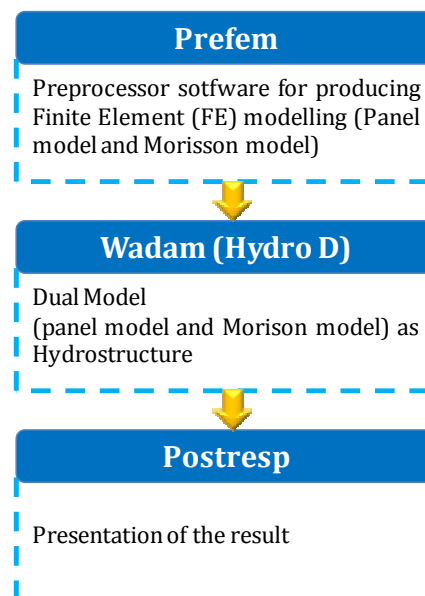 Prefem
Preprocessor sotfware for producing
Finite Element (FE) modelling (Panel
model and Morisson model)
Wadam (Hydro D)
Dual Model
(panel model and Morison model) as
Hydrostructure
Postresp
Presentation of the result